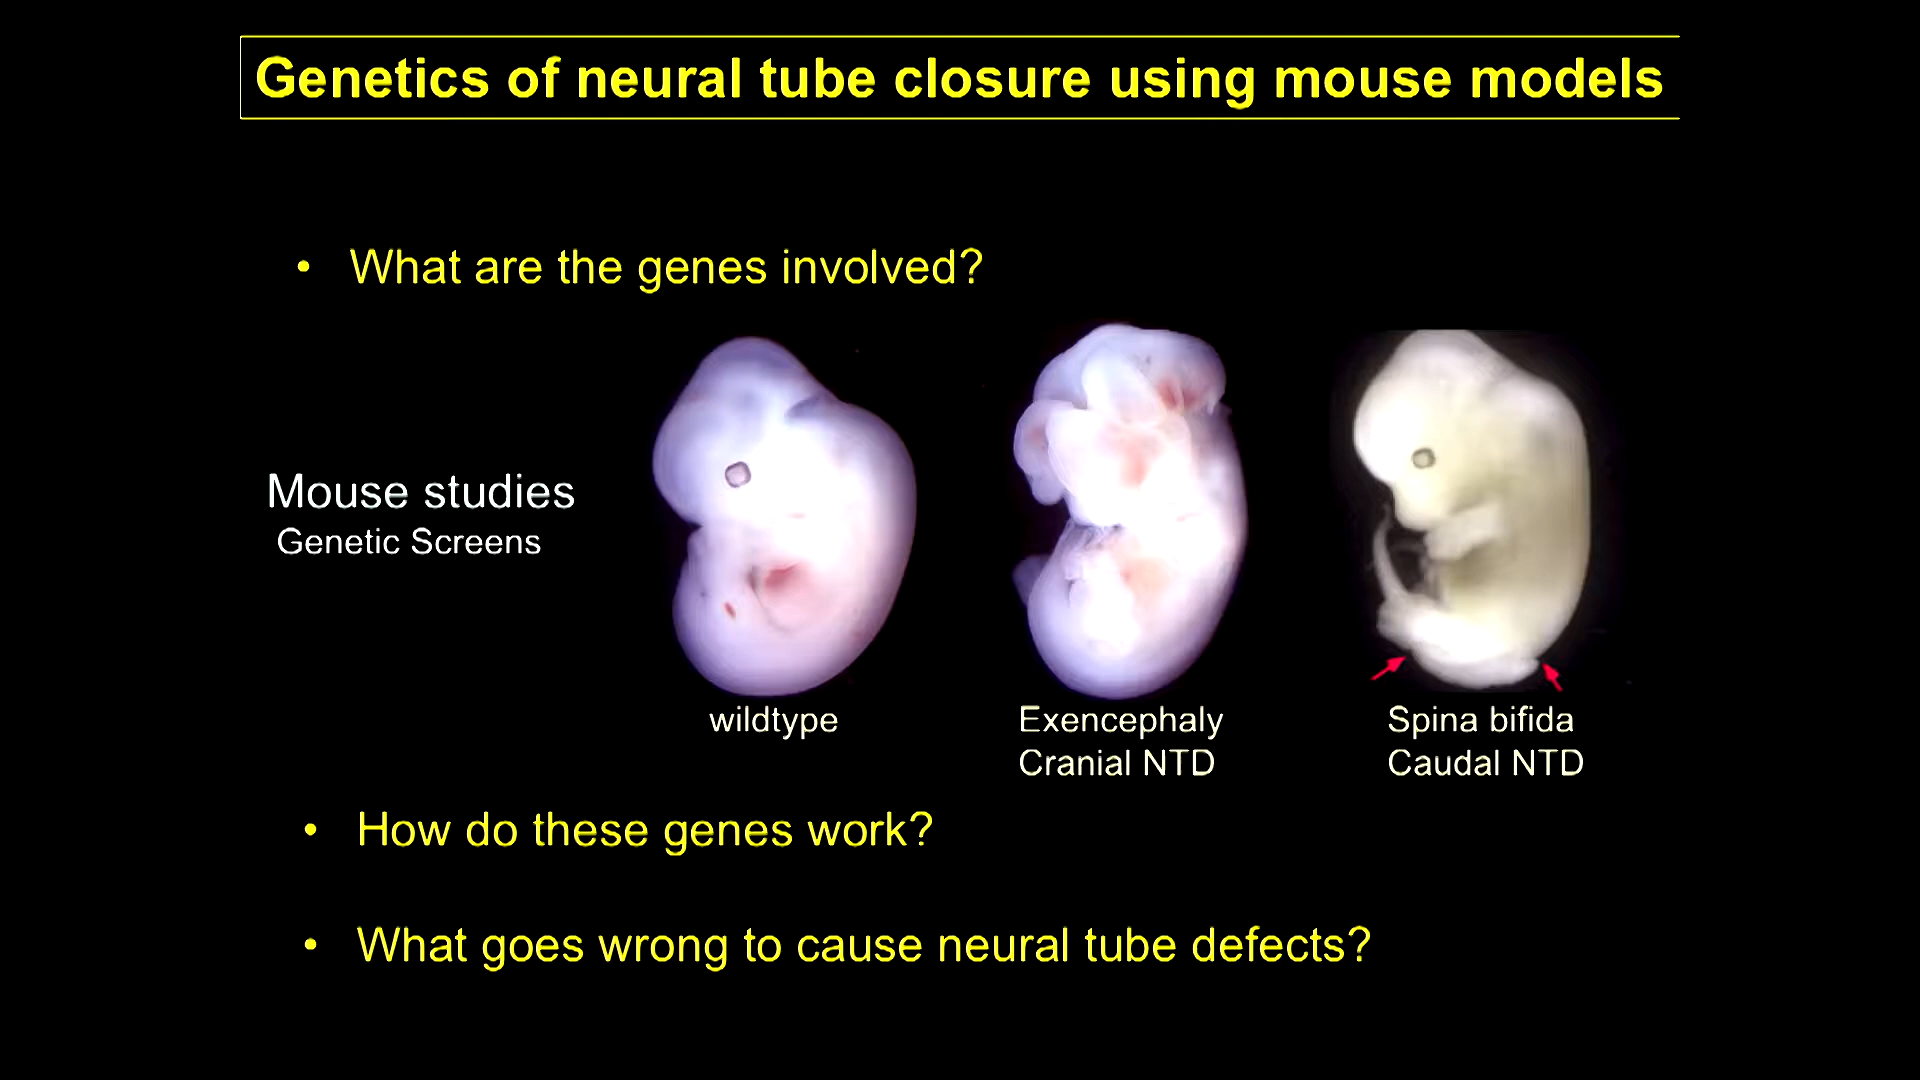 Genetics of neural tube closure using mouse models
• What are the genes involved?
Mouse studies
Genetic Screens
wildtype
Exencephaly
Cranial NTD
Spina bifida
Caudal NTD
• How do these genes work?
• What goes wrong to cause neural tube defects?